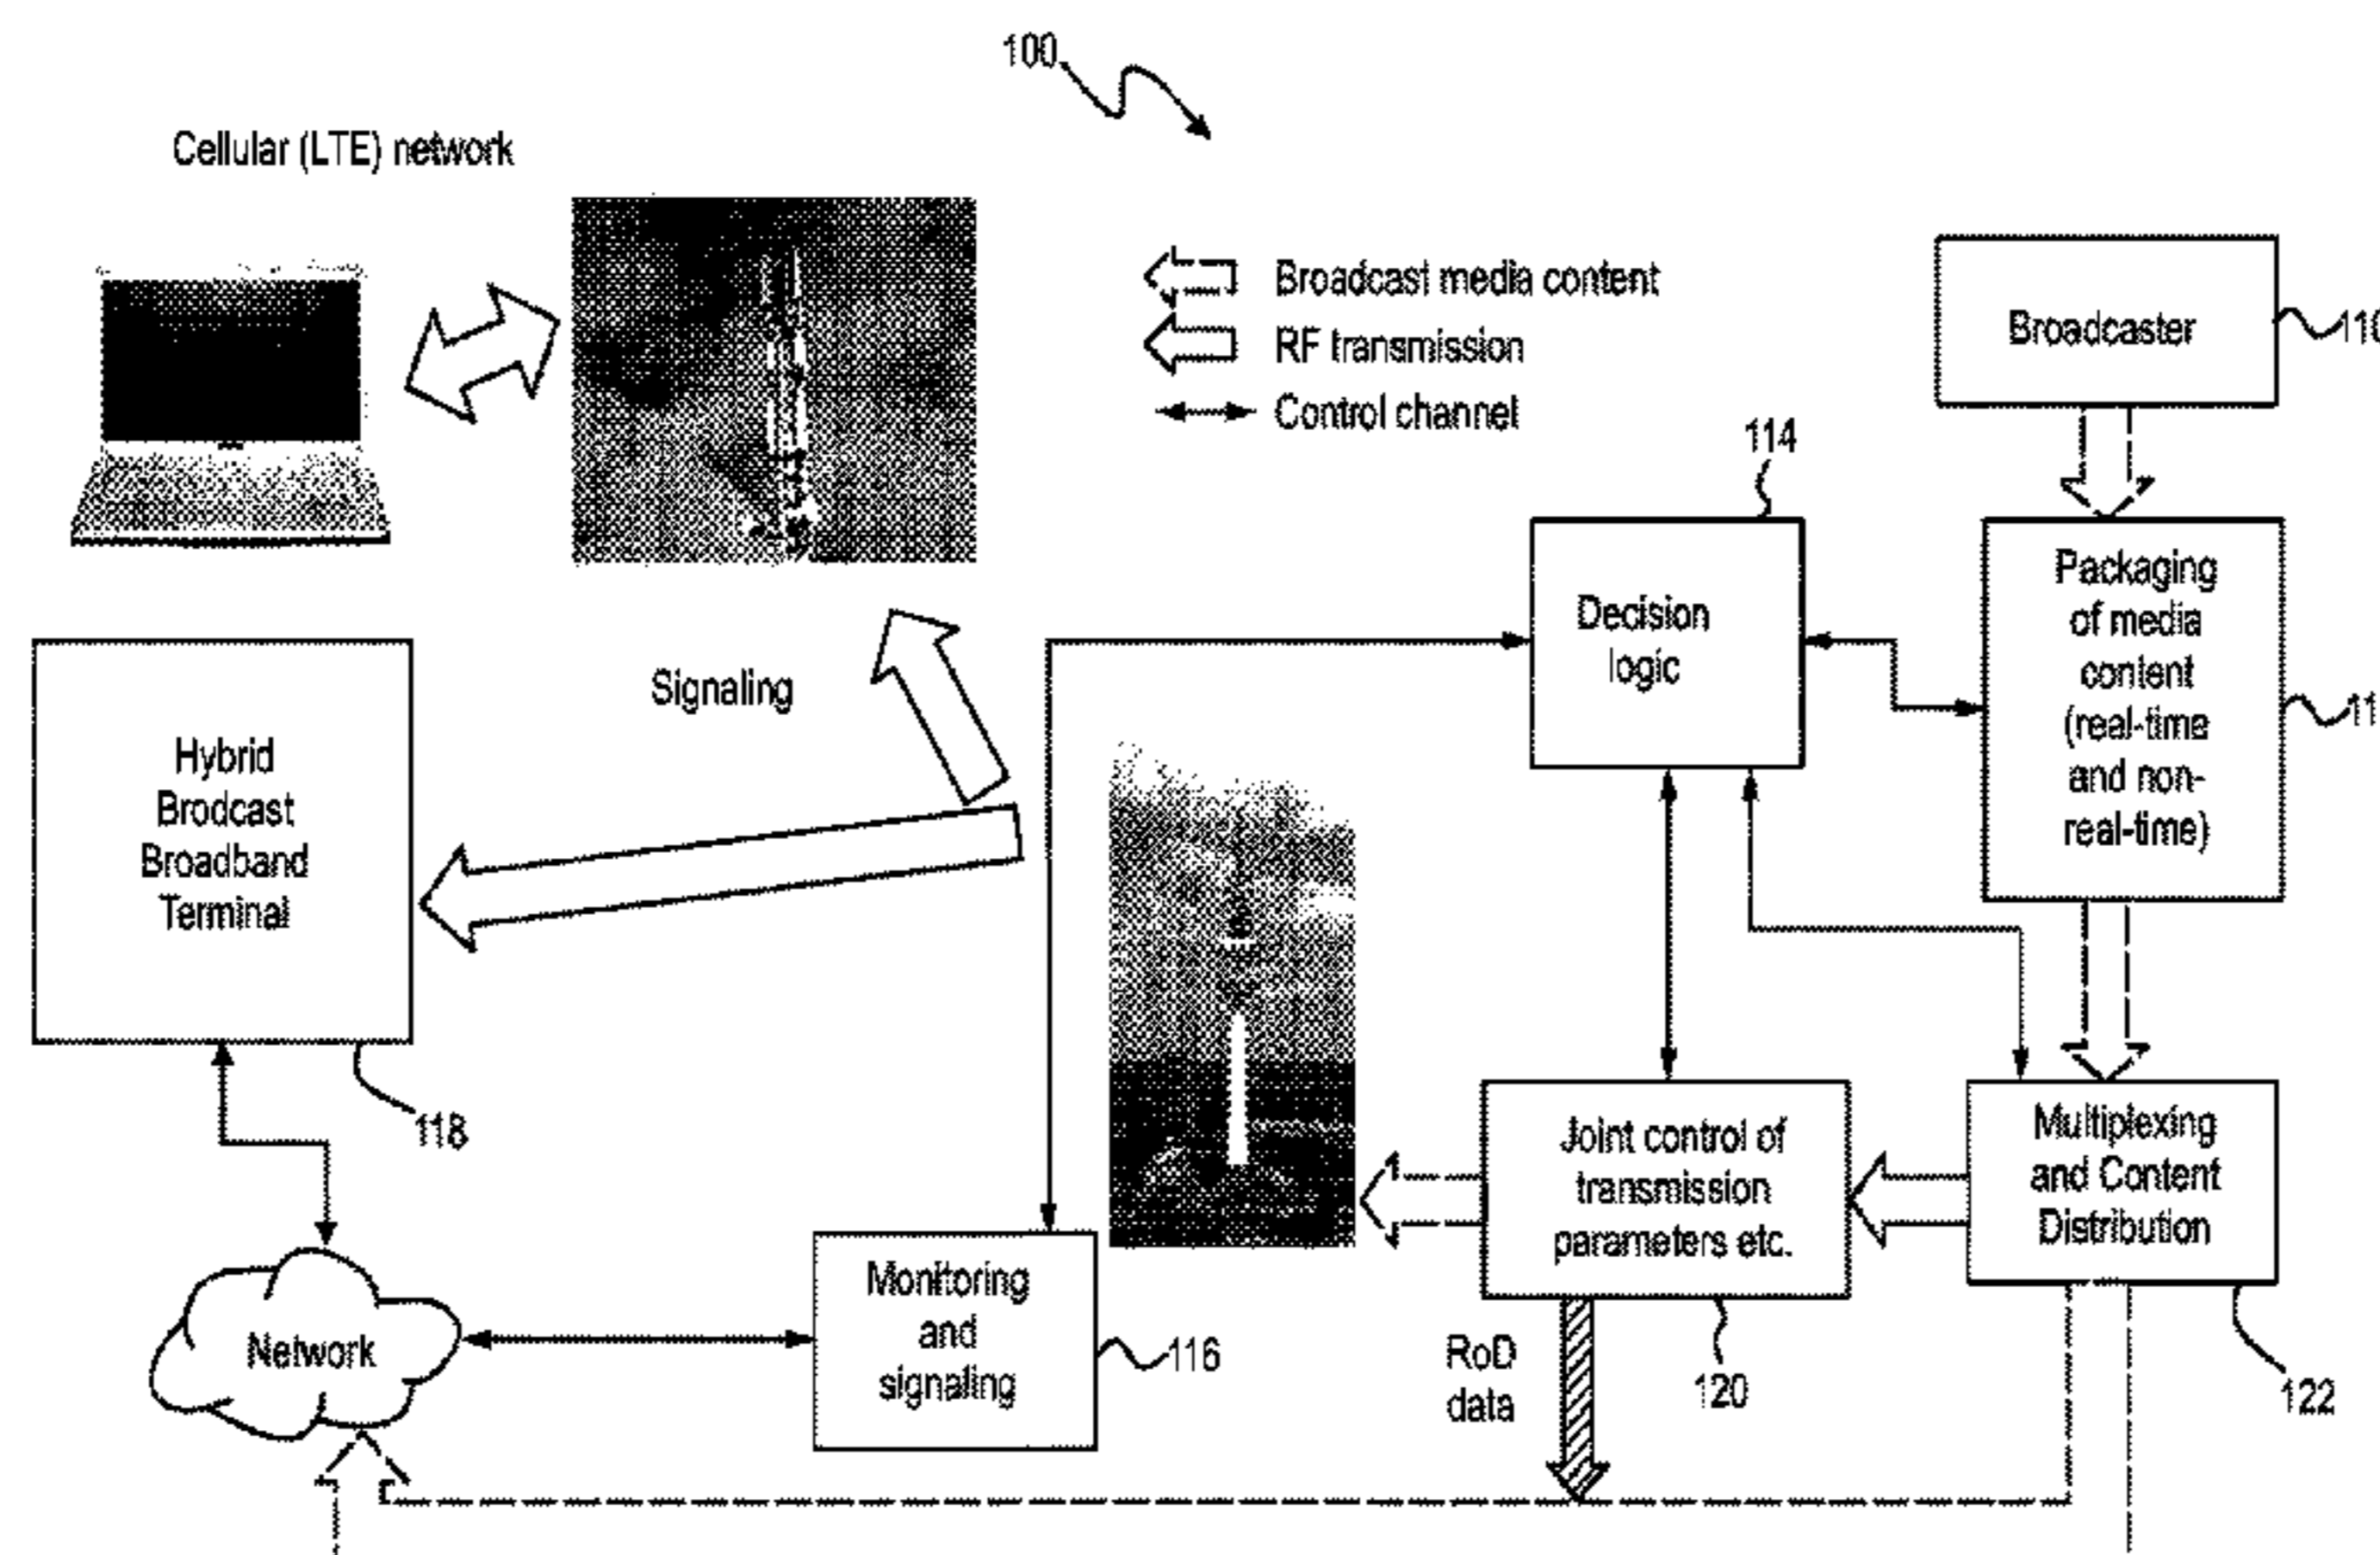 100
Cellular (LTE) network
Broadcast media content
RF transmission
Control channel
Broadcaster
110
114
Decision
logic
Packaging
of media
content
(real-time
and non-
real-time)
11
Signaling
Hybrid
Brodcast
Broadband
Terminal
118
Joint control of
transmission
parameters etc.
Multiplexing
and Content
Distribution
Network
Monitoring
and
signaling
116
RoD
data
120
122